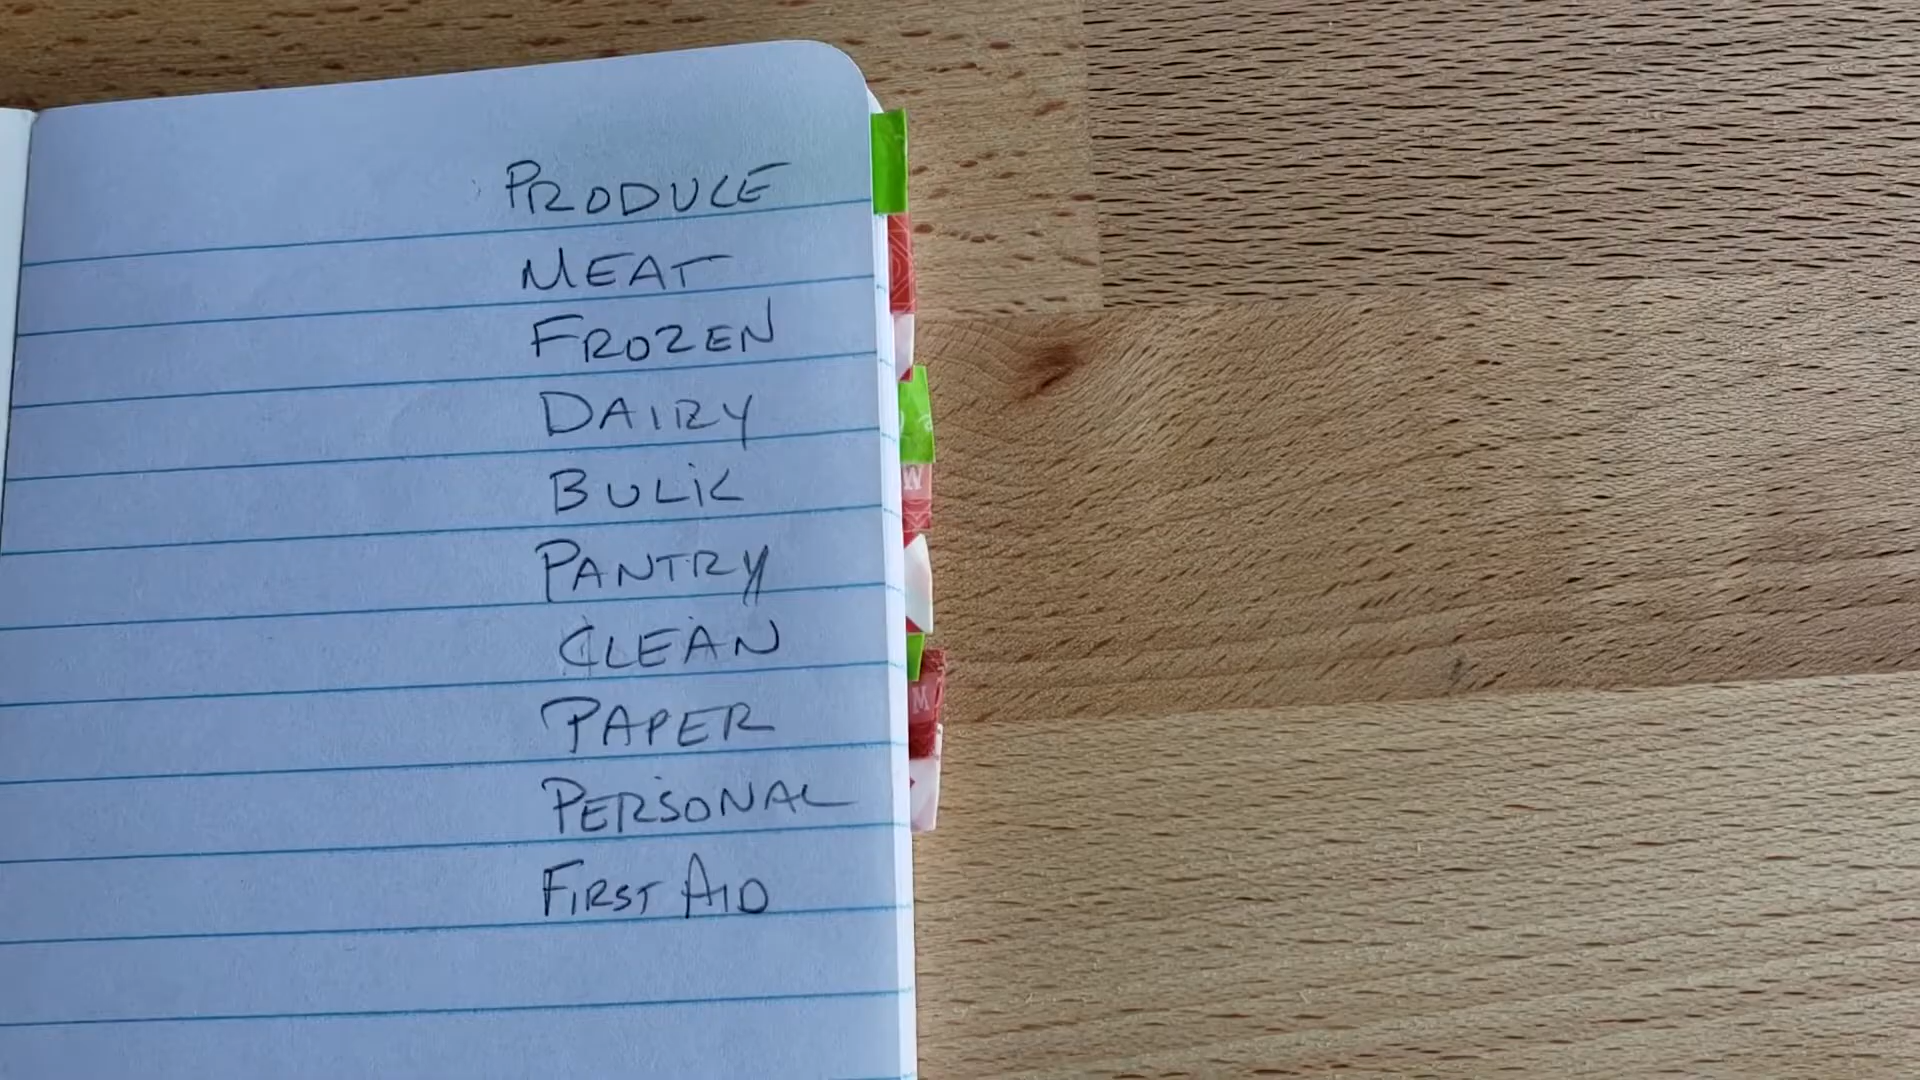 PRODUCE
MEAT
FROZEN
DAIRY
W
BULK
PANTRY
CLEAN
M
PAPER
PERSONAL
FIRST AID